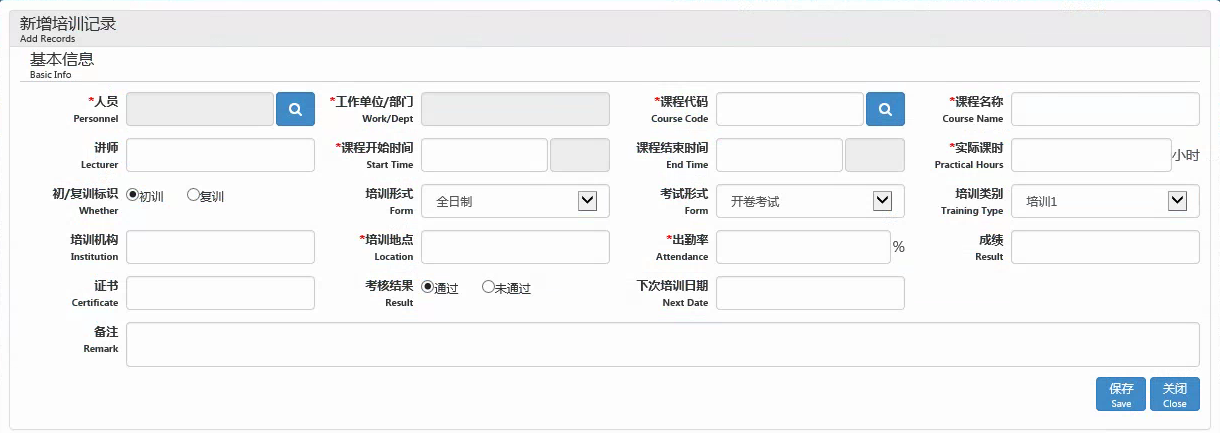 新增培训记录
Add Records
基本信息
Basic Info
*人员
Personnel
*工作单位/部门
Work/Dept
*课程代码
Course Code
*课程名称
Course Name
讲师
Lecturer
*课程开始时间
Start Time
课程结束时间
End Time
*实际课时
Practical Hours
小时
初/复训标识
Whether
初训
复训
培训形式
Form
全日制
考试形式
Form
开卷考试
培训类别
Training Type
培训1
培训机构
Institution
*培训地点
Location
*出勤率
Attendance
%
成绩
Result
证书
Certificate
考核结果
Result
通过
未通过
下次培训日期
Next Date
备注
Remark
保存
Save
关闭
Close